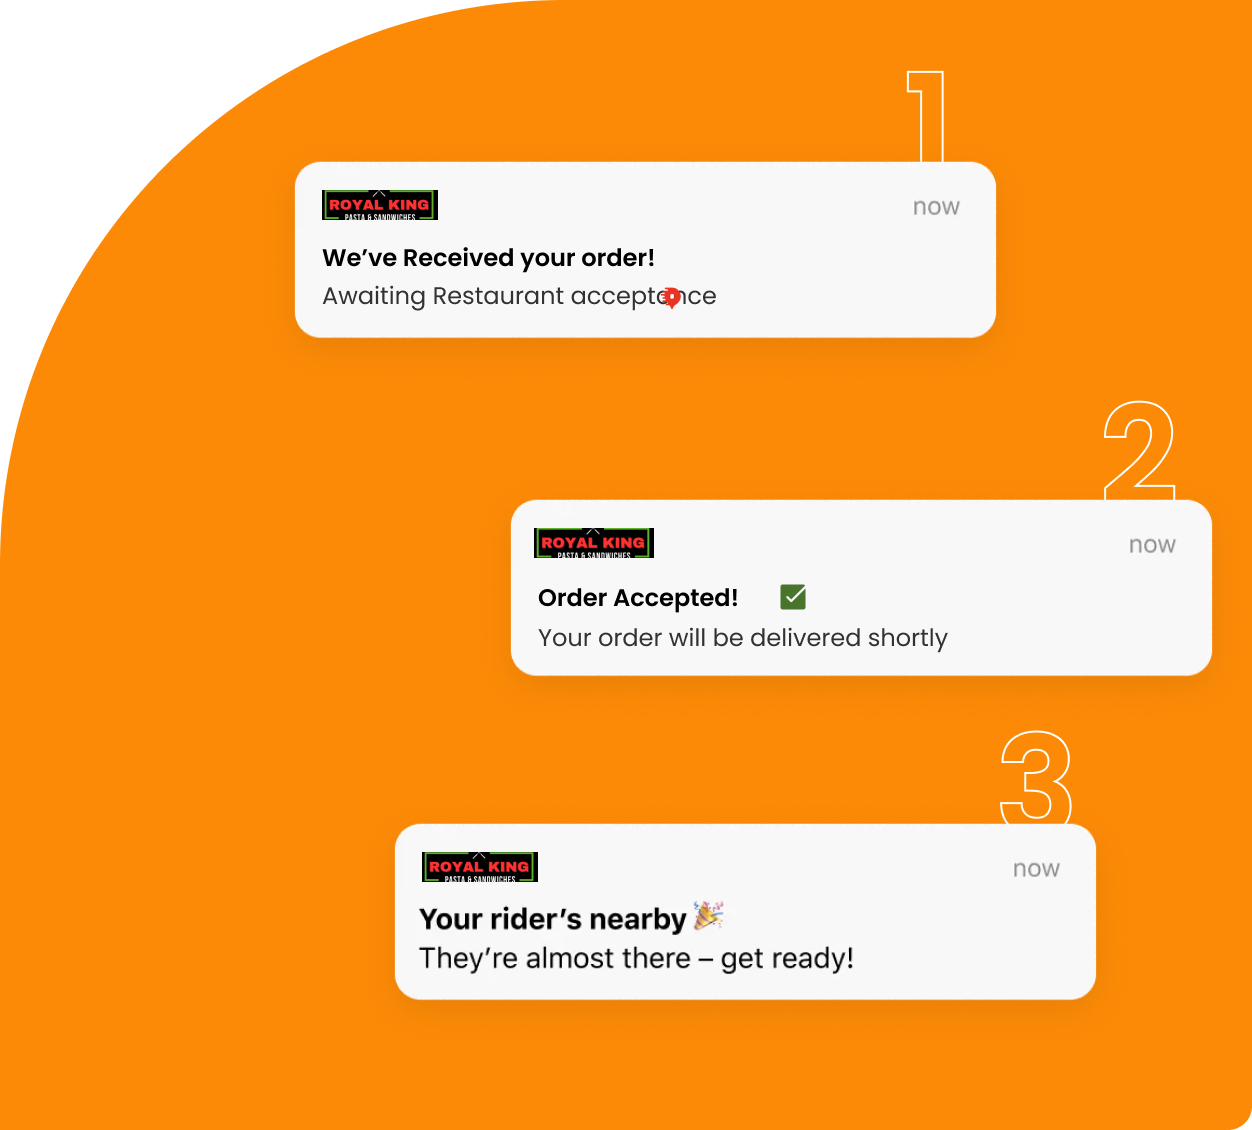 1
ROYAL KING
PASTA & SANDWICHES
now
We’ve Received your order!
Awaiting Restaurant acceptance
2
ROYAL KING
PASTA & SANDWICHES
now
Order Accepted!
Your order will be delivered shortly
3
ROYAL KING
PASTA & SANDWICHES
now
Your rider’s nearby 🎉
They’re almost there – get ready!